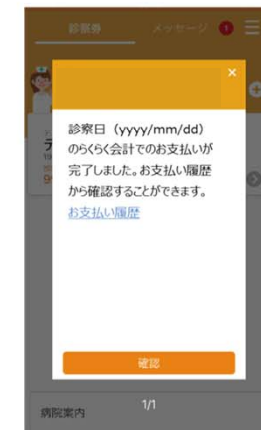 診察券 メッセージ 1
×
診察日（yyyy/mm/dd）
のらくらく会計でのお支払いが
完了しました。お支払い履歴
から確認することができます。
お支払い履歴
確認
1/1
病院案内